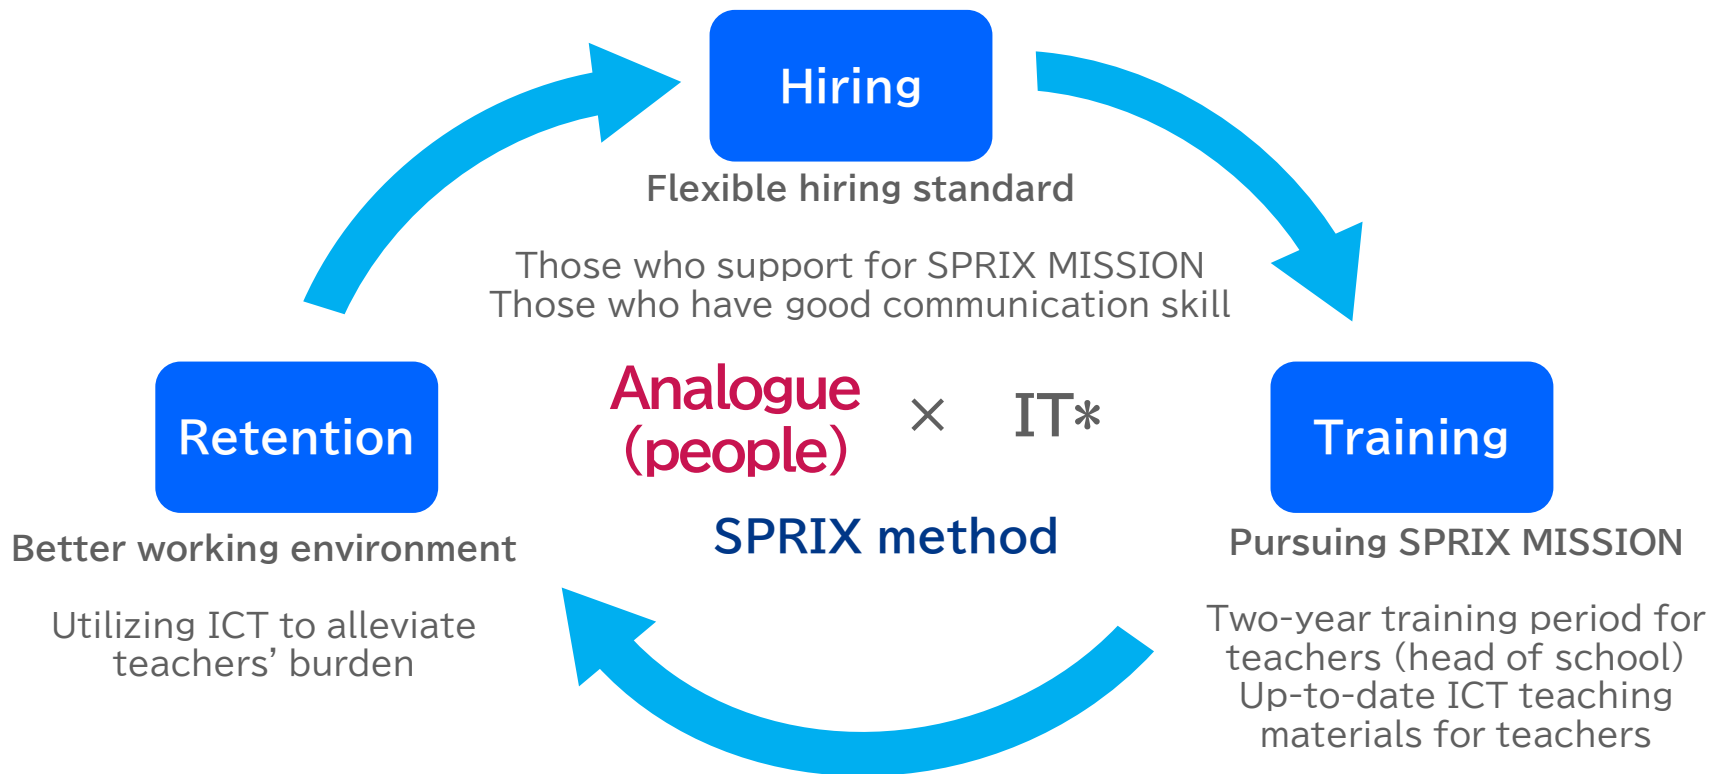 Hiring
Flexible hiring standard
Those who support for SPRIX MISSION
Those who have good communication skill
Analogue
(people)
×
IT*
SPRIX method
Retention
Better working environment
Utilizing ICT to alleviate
teachers’ burden
Training
Pursuing SPRIX MISSION
Two-year training period for
teachers (head of school)
Up-to-date ICT teaching
materials for teachers